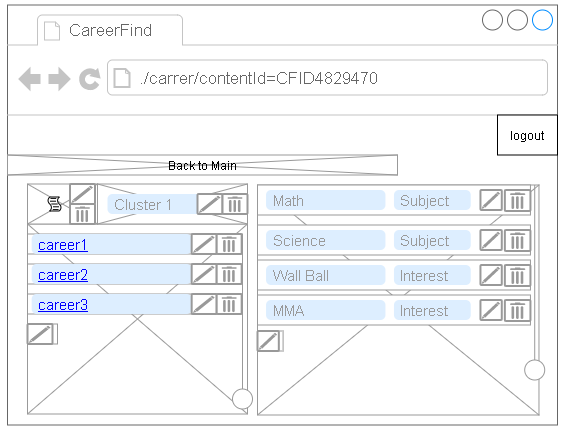 CareerFind
./carrer/contentId=CFID4829470
logout
Back to Main
Cluster 1
career1
career2
career3
Math Subject
Science Subject
Wall Ball Interest
MMA Interest